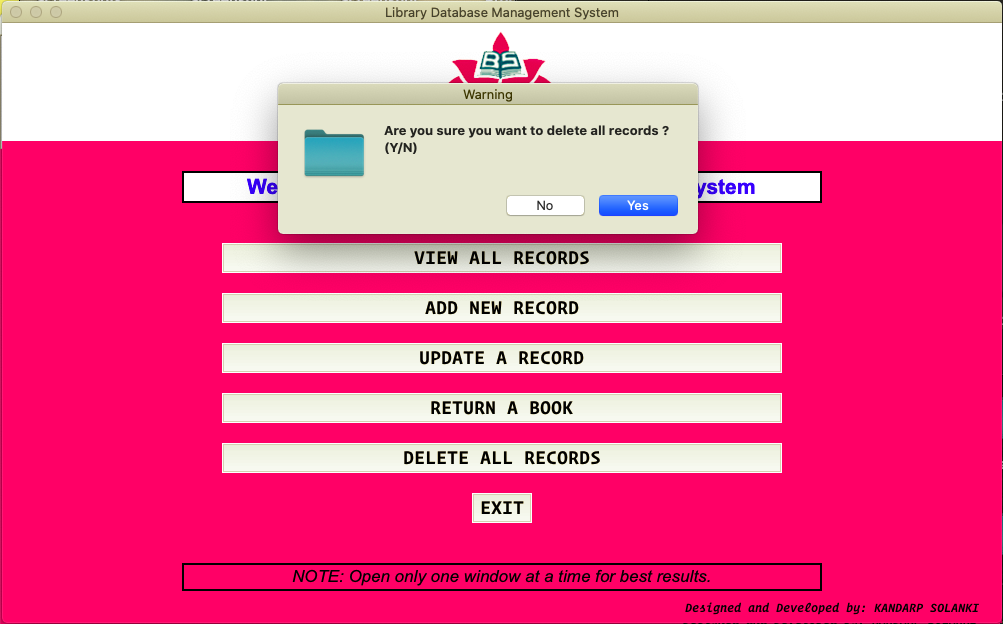 Library Database Management System
BS
Warning
Are you sure you want to delete all records ?
(Y/N)
No
Yes
We
ystem
VIEW ALL RECORDS
ADD NEW RECORD
UPDATE A RECORD
RETURN A BOOK
DELETE ALL RECORDS
EXIT
NOTE: Open only one window at a time for best results.
Designed and Developed by: KANDARP SOLANKI